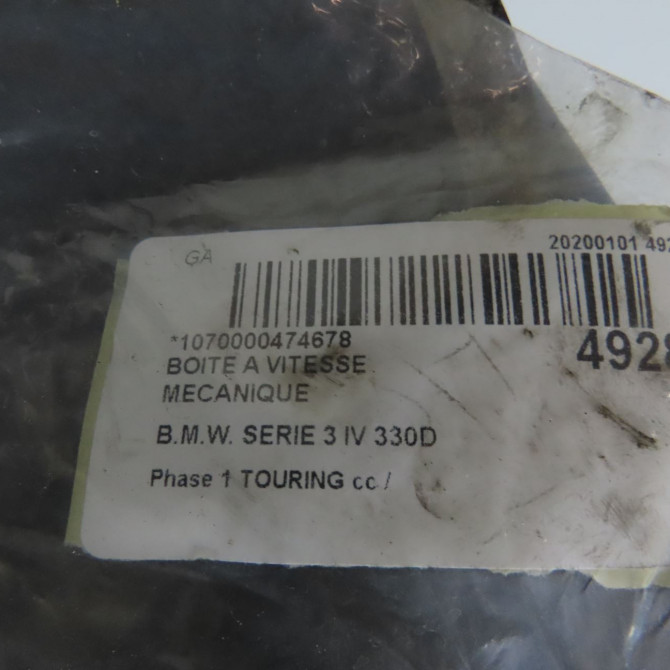 GA
20200101 492
*1070000474678
4928
BOITE A VITESSE
MECANIQUE
B.M.W. SERIE 3 IV 330D
Phase 1 TOURING cc /